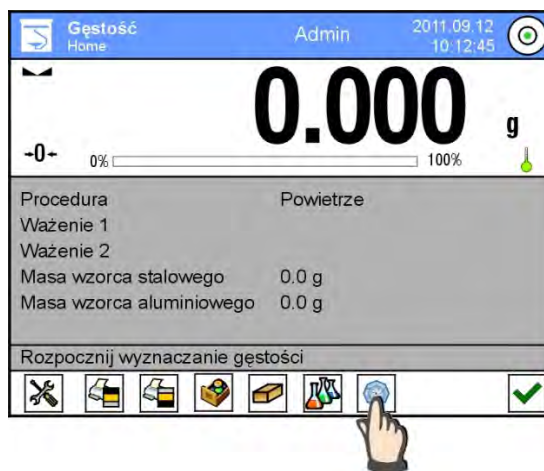 Gęstość Admin 2011.09.12
Home 10:12:45
0.000 g
→0← 0% 100%
Procedura Powietrze
Ważenie 1
Ważenie 2
Masa wzorca stalowego 0.0 g
Masa wzorca aluminiowego 0.0 g
Rozpocznij wyznaczanie gęstości